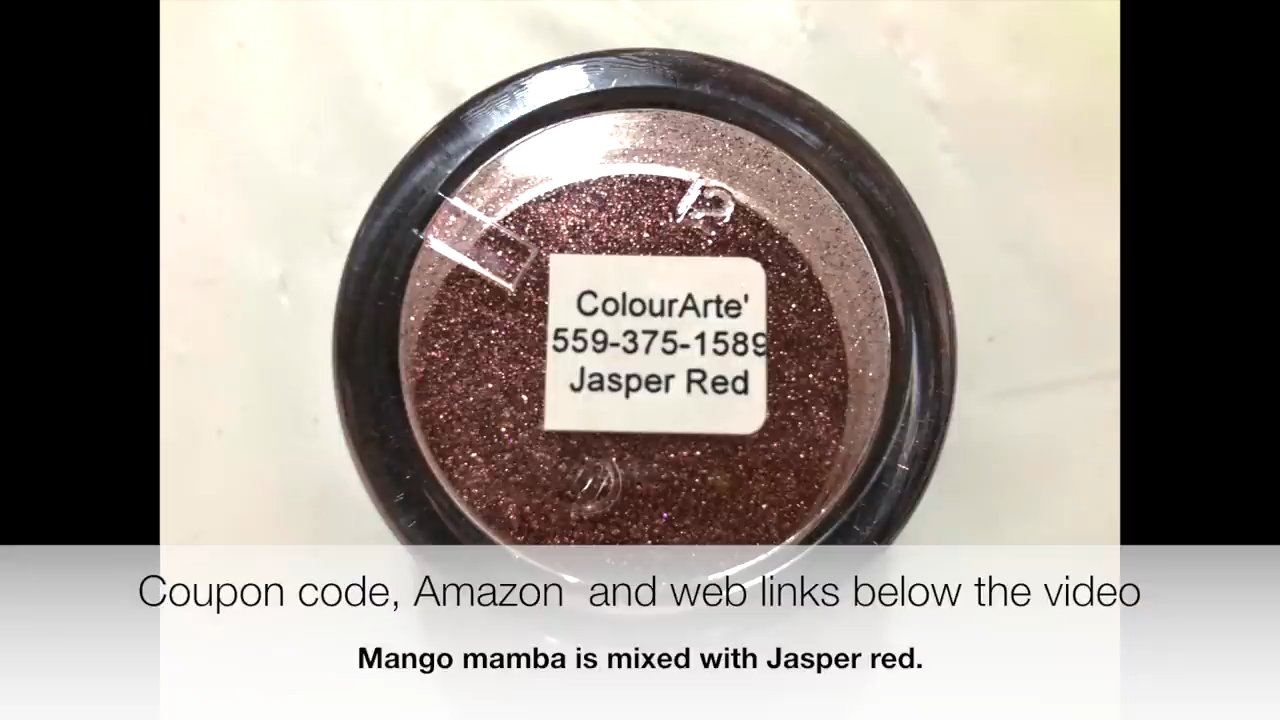 ColourArte'
559-375-1589
Jasper Red
Coupon code, Amazon  and web links below the video
Mango mamba is mixed with Jasper red.